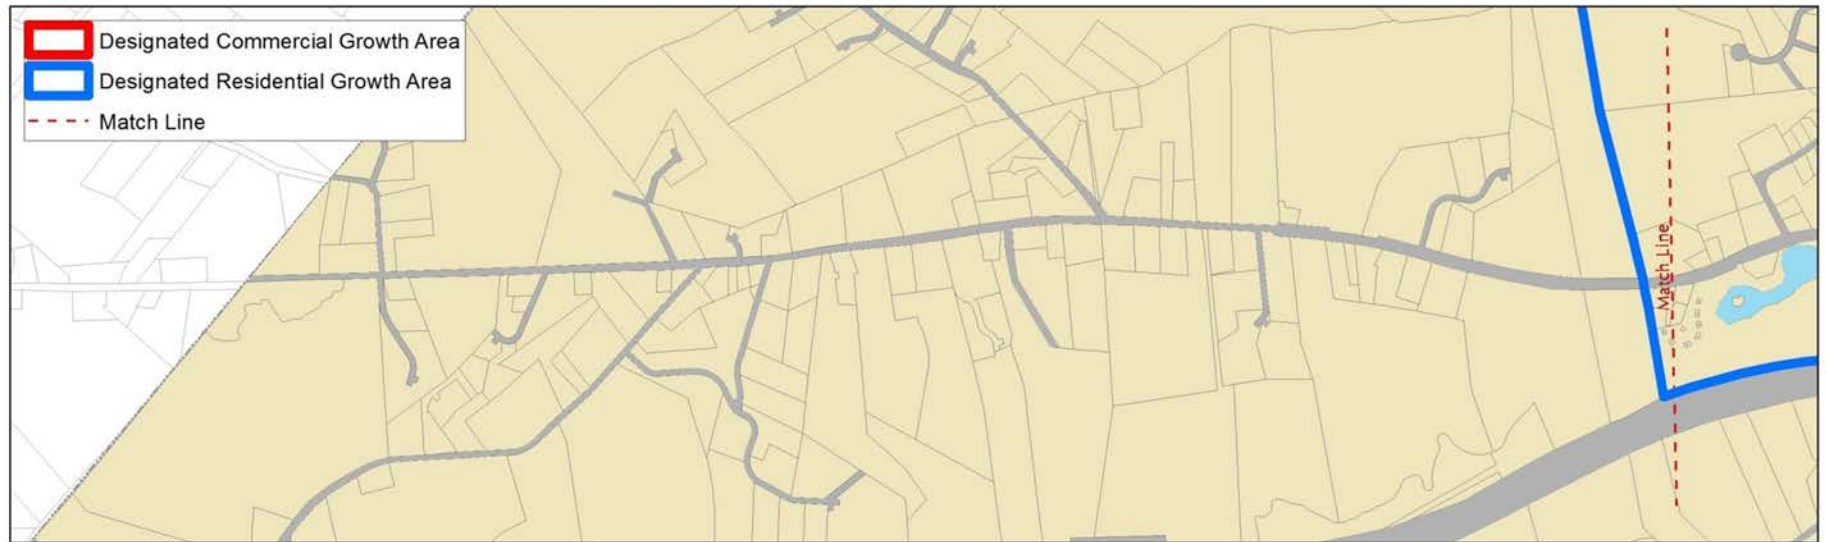 Designated Commercial Growth Area
Designated Residential Growth Area
Match Line
Match Line